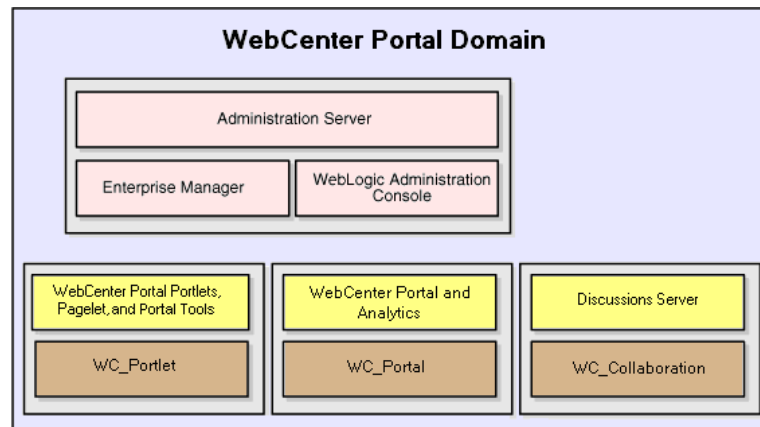 WebCenter Portal Domain
Administration Server
Enterprise Manager
WebLogic Administration
Console
WebCenter Portal Portlets,
Pagelet, and Portal Tools
WC_Portlet
WebCenter Portal and
Analytics
WC_Portal
Discussions Server
WC_Collaboration